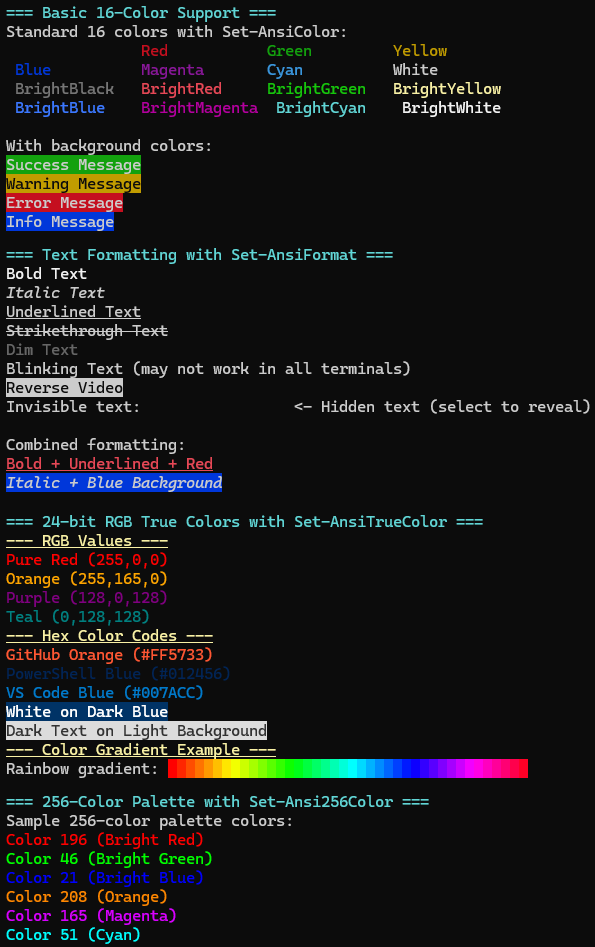 === Basic 16-Color Support ===
Standard 16 colors with Set-AnsiColor:
Red Green Yellow
Blue Magenta Cyan White
BrightBlack BrightRed BrightGreen BrightYellow
BrightBlue BrightMagenta BrightCyan BrightWhite
With background colors:
Success Message
Warning Message
Error Message
Info Message
=== Text Formatting with Set-AnsiFormat ===
Bold Text
Italic Text
Underlined Text
Strikethrough Text
Dim Text
Blinking Text (may not work in all terminals)
Reverse Video
Invisible text: <- Hidden text (select to reveal)
Combined formatting:
Bold + Underlined + Red
Italic + Blue Background
=== 24-bit RGB True Colors with Set-AnsiTrueColor ===
--- RGB Values ---
Pure Red (255,0,0)
Orange (255,165,0)
Purple (128,0,128)
Teal (0,128,128)
--- Hex Color Codes ---
GitHub Orange (#FF5733)
PowerShell Blue (#012456)
VS Code Blue (#007ACC)
White on Dark Blue
Dark Text on Light Background
--- Color Gradient Example ---
Rainbow gradient:
=== 256-Color Palette with Set-Ansi256Color ===
Sample 256-color palette colors:
Color 196 (Bright Red)
Color 46 (Bright Green)
Color 21 (Bright Blue)
Color 208 (Orange)
Color 165 (Magenta)
Color 51 (Cyan)